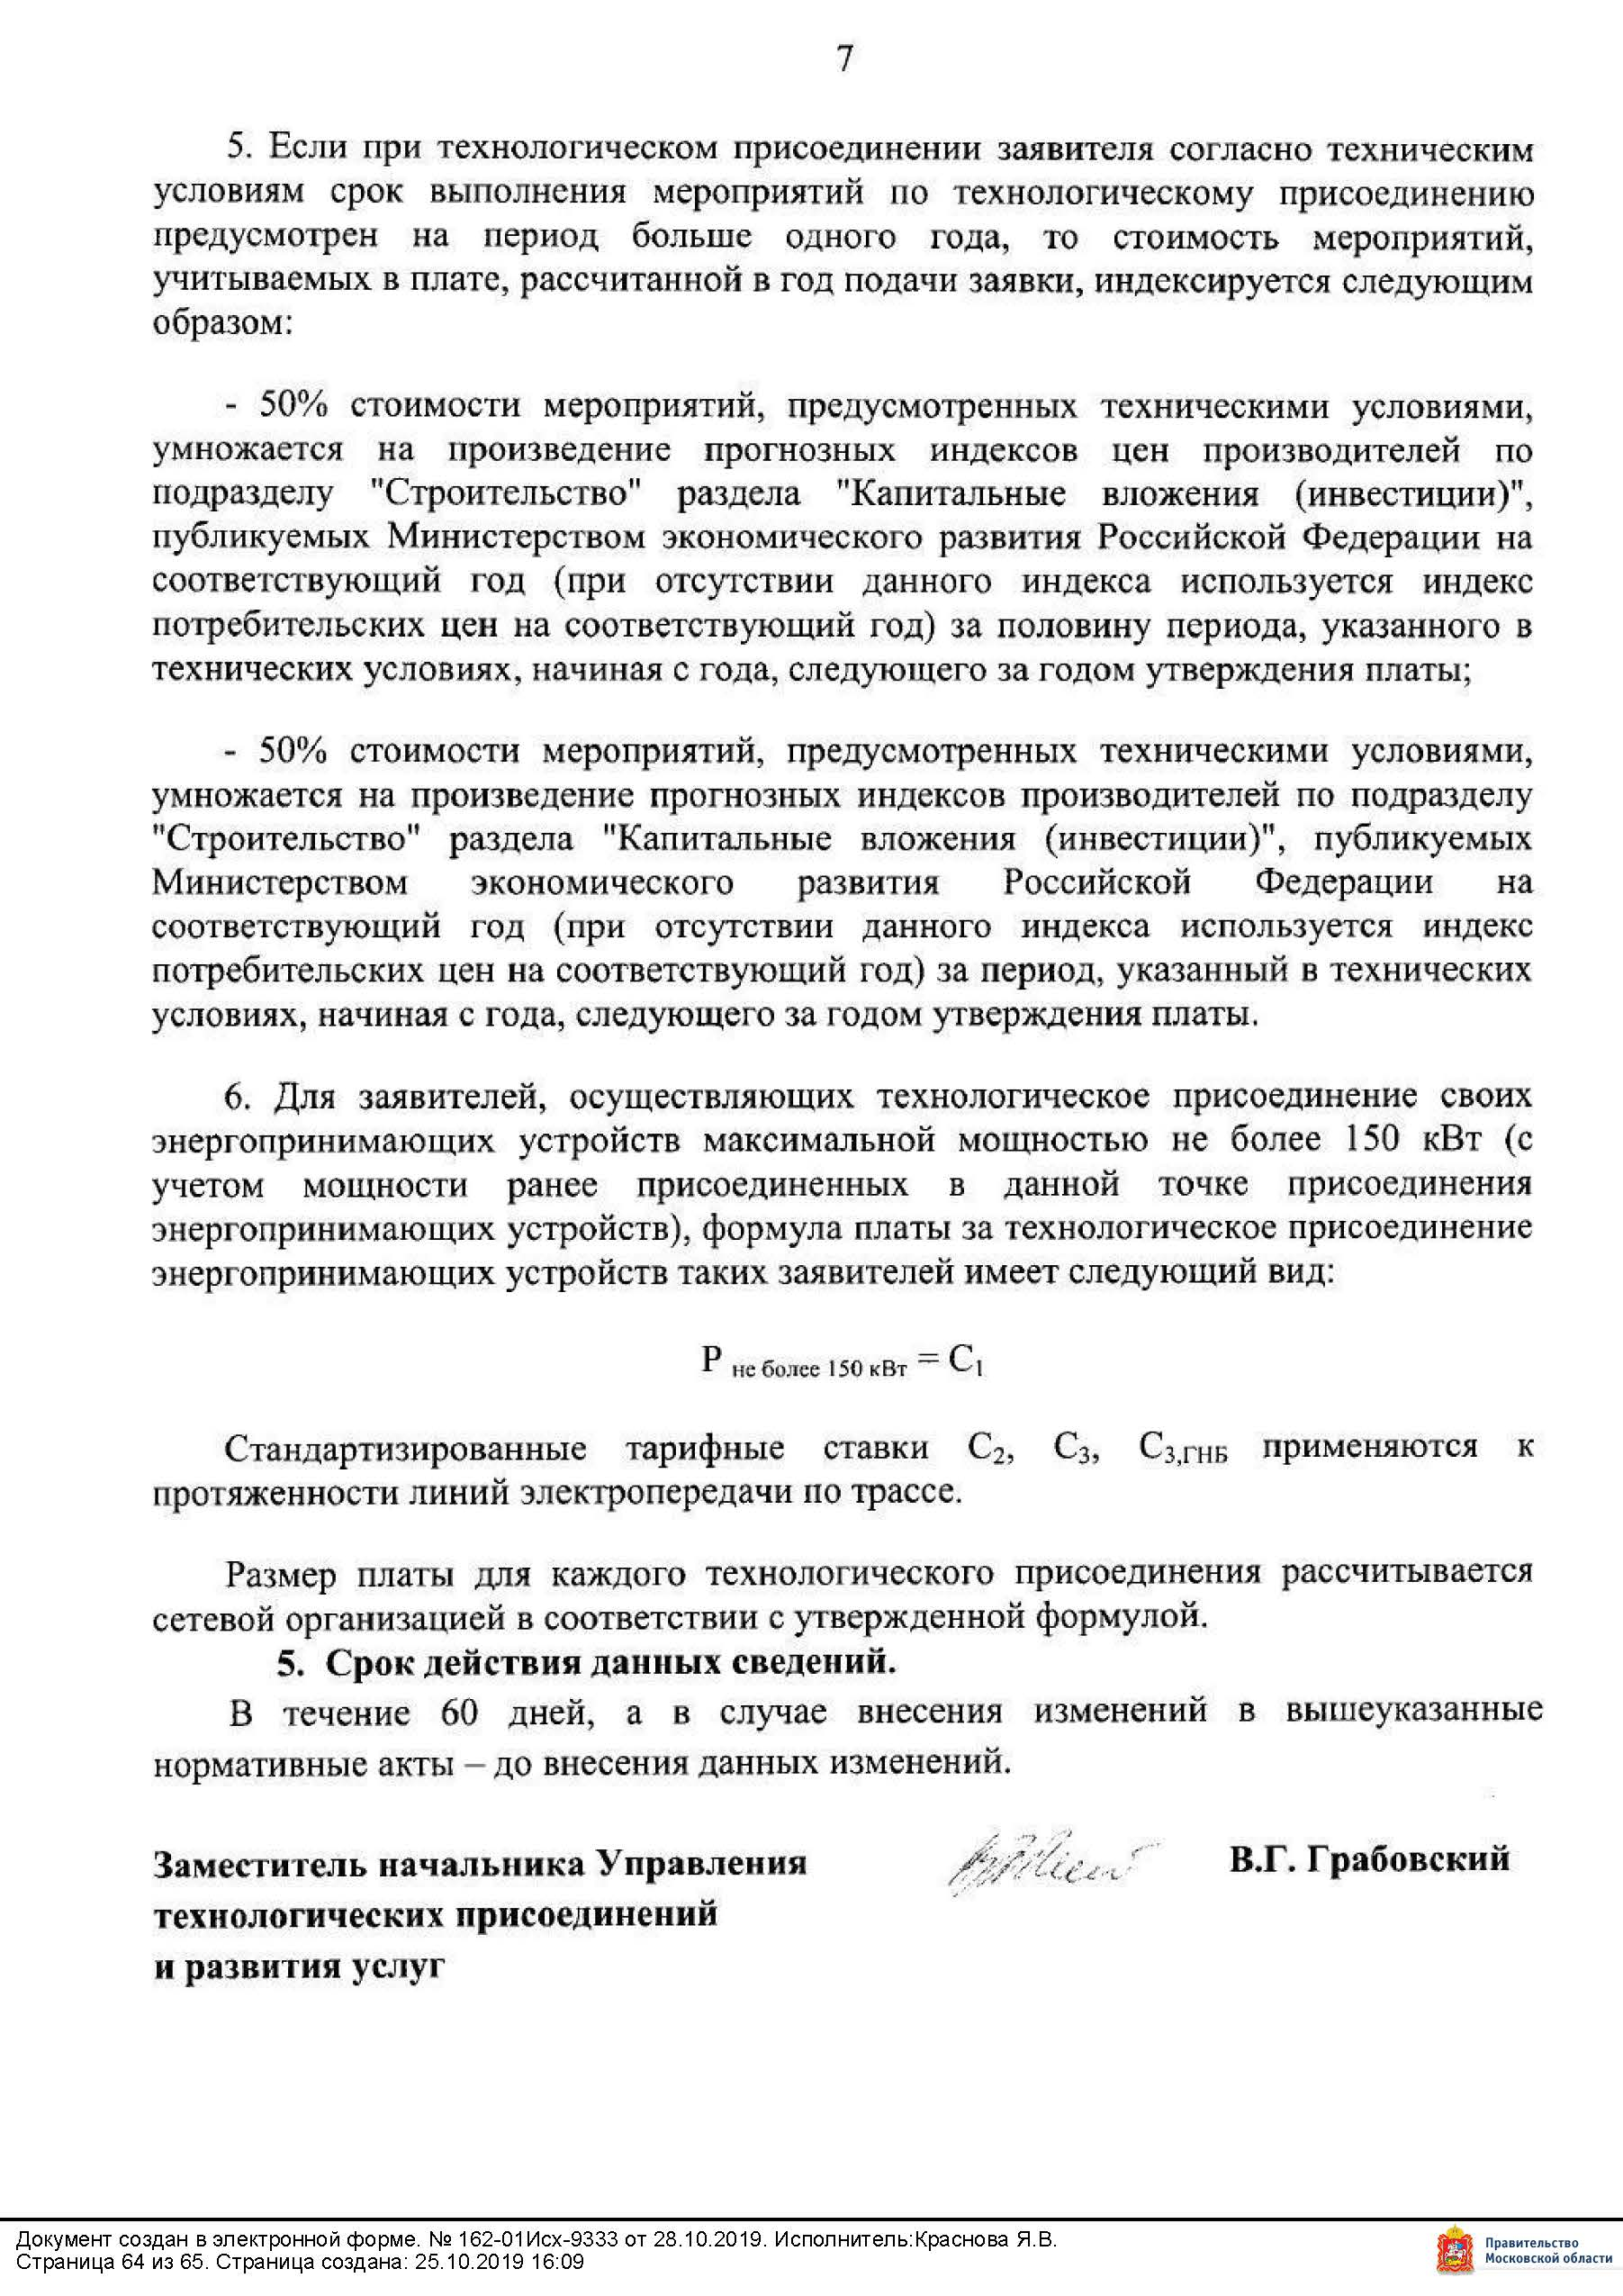 7
5. Если при технологическом присоединении заявителя согласно техническим
условиям срок выполнения мероприятий по технологическому присоединению
предусмотрен на период больше одного года, то стоимость мероприятий,
учитываемых в плате, рассчитанной в год подачи заявки, индексируется следующим
образом:
- 50% стоимости мероприятий, предусмотренных техническими условиями,
умножается на произведение прогнозных индексов цен производителей по
подразделу "Строительство" раздела "Капитальные вложения (инвестиции)",
публикуемых Министерством экономического развития Российской Федерации на
соответствующий год (при отсутствии данного индекса используется индекс
потребительских цен на соответствующий год) за половину периода, указанного в
технических условиях, начиная с года, следующего за годом утверждения платы;
- 50% стоимости мероприятий, предусмотренных техническими условиями,
умножается на произведение прогнозных индексов производителей по подразделу
"Строительство" раздела "Капитальные вложения (инвестиции)", публикуемых
Министерством экономического развития Российской Федерации на
соответствующий год (при отсутствии данного индекса используется индекс
потребительских цен на соответствующий год) за период, указанный в технических
условиях, начиная с года, следующего за годом утверждения платы.
6. Для заявителей, осуществляющих технологическое присоединение своих
энергопринимающих устройств максимальной мощностью не более 150 кВт (с
учетом мощности ранее присоединенных в данной точке присоединения
энергопринимающих устройств), формула платы за технологическое присоединение
энергопринимающих устройств таких заявителей имеет следующий вид:
Р не более 150 кВт = С1
Стандартизированные тарифные ставки С2, С3, С3,ГНБ применяются к
протяженности линий электропередачи по трассе.
Размер платы для каждого технологического присоединения рассчитывается
сетевой организацией в соответствии с утвержденной формулой.
5. Срок действия данных сведений.
В течение 60 дней, а в случае внесения изменений в вышеуказанные
нормативные акты – до внесения данных изменений.
Заместитель начальника Управления В.Г. Грабовский
технологических присоединений
и развития услуг
Документ создан в электронной форме. № 162-01Исх-9333 от 28.10.2019. Исполнитель:Краснова Я.В.
Страница 64 из 65. Страница создана: 25.10.2019 16:09
Правительство
Московской области